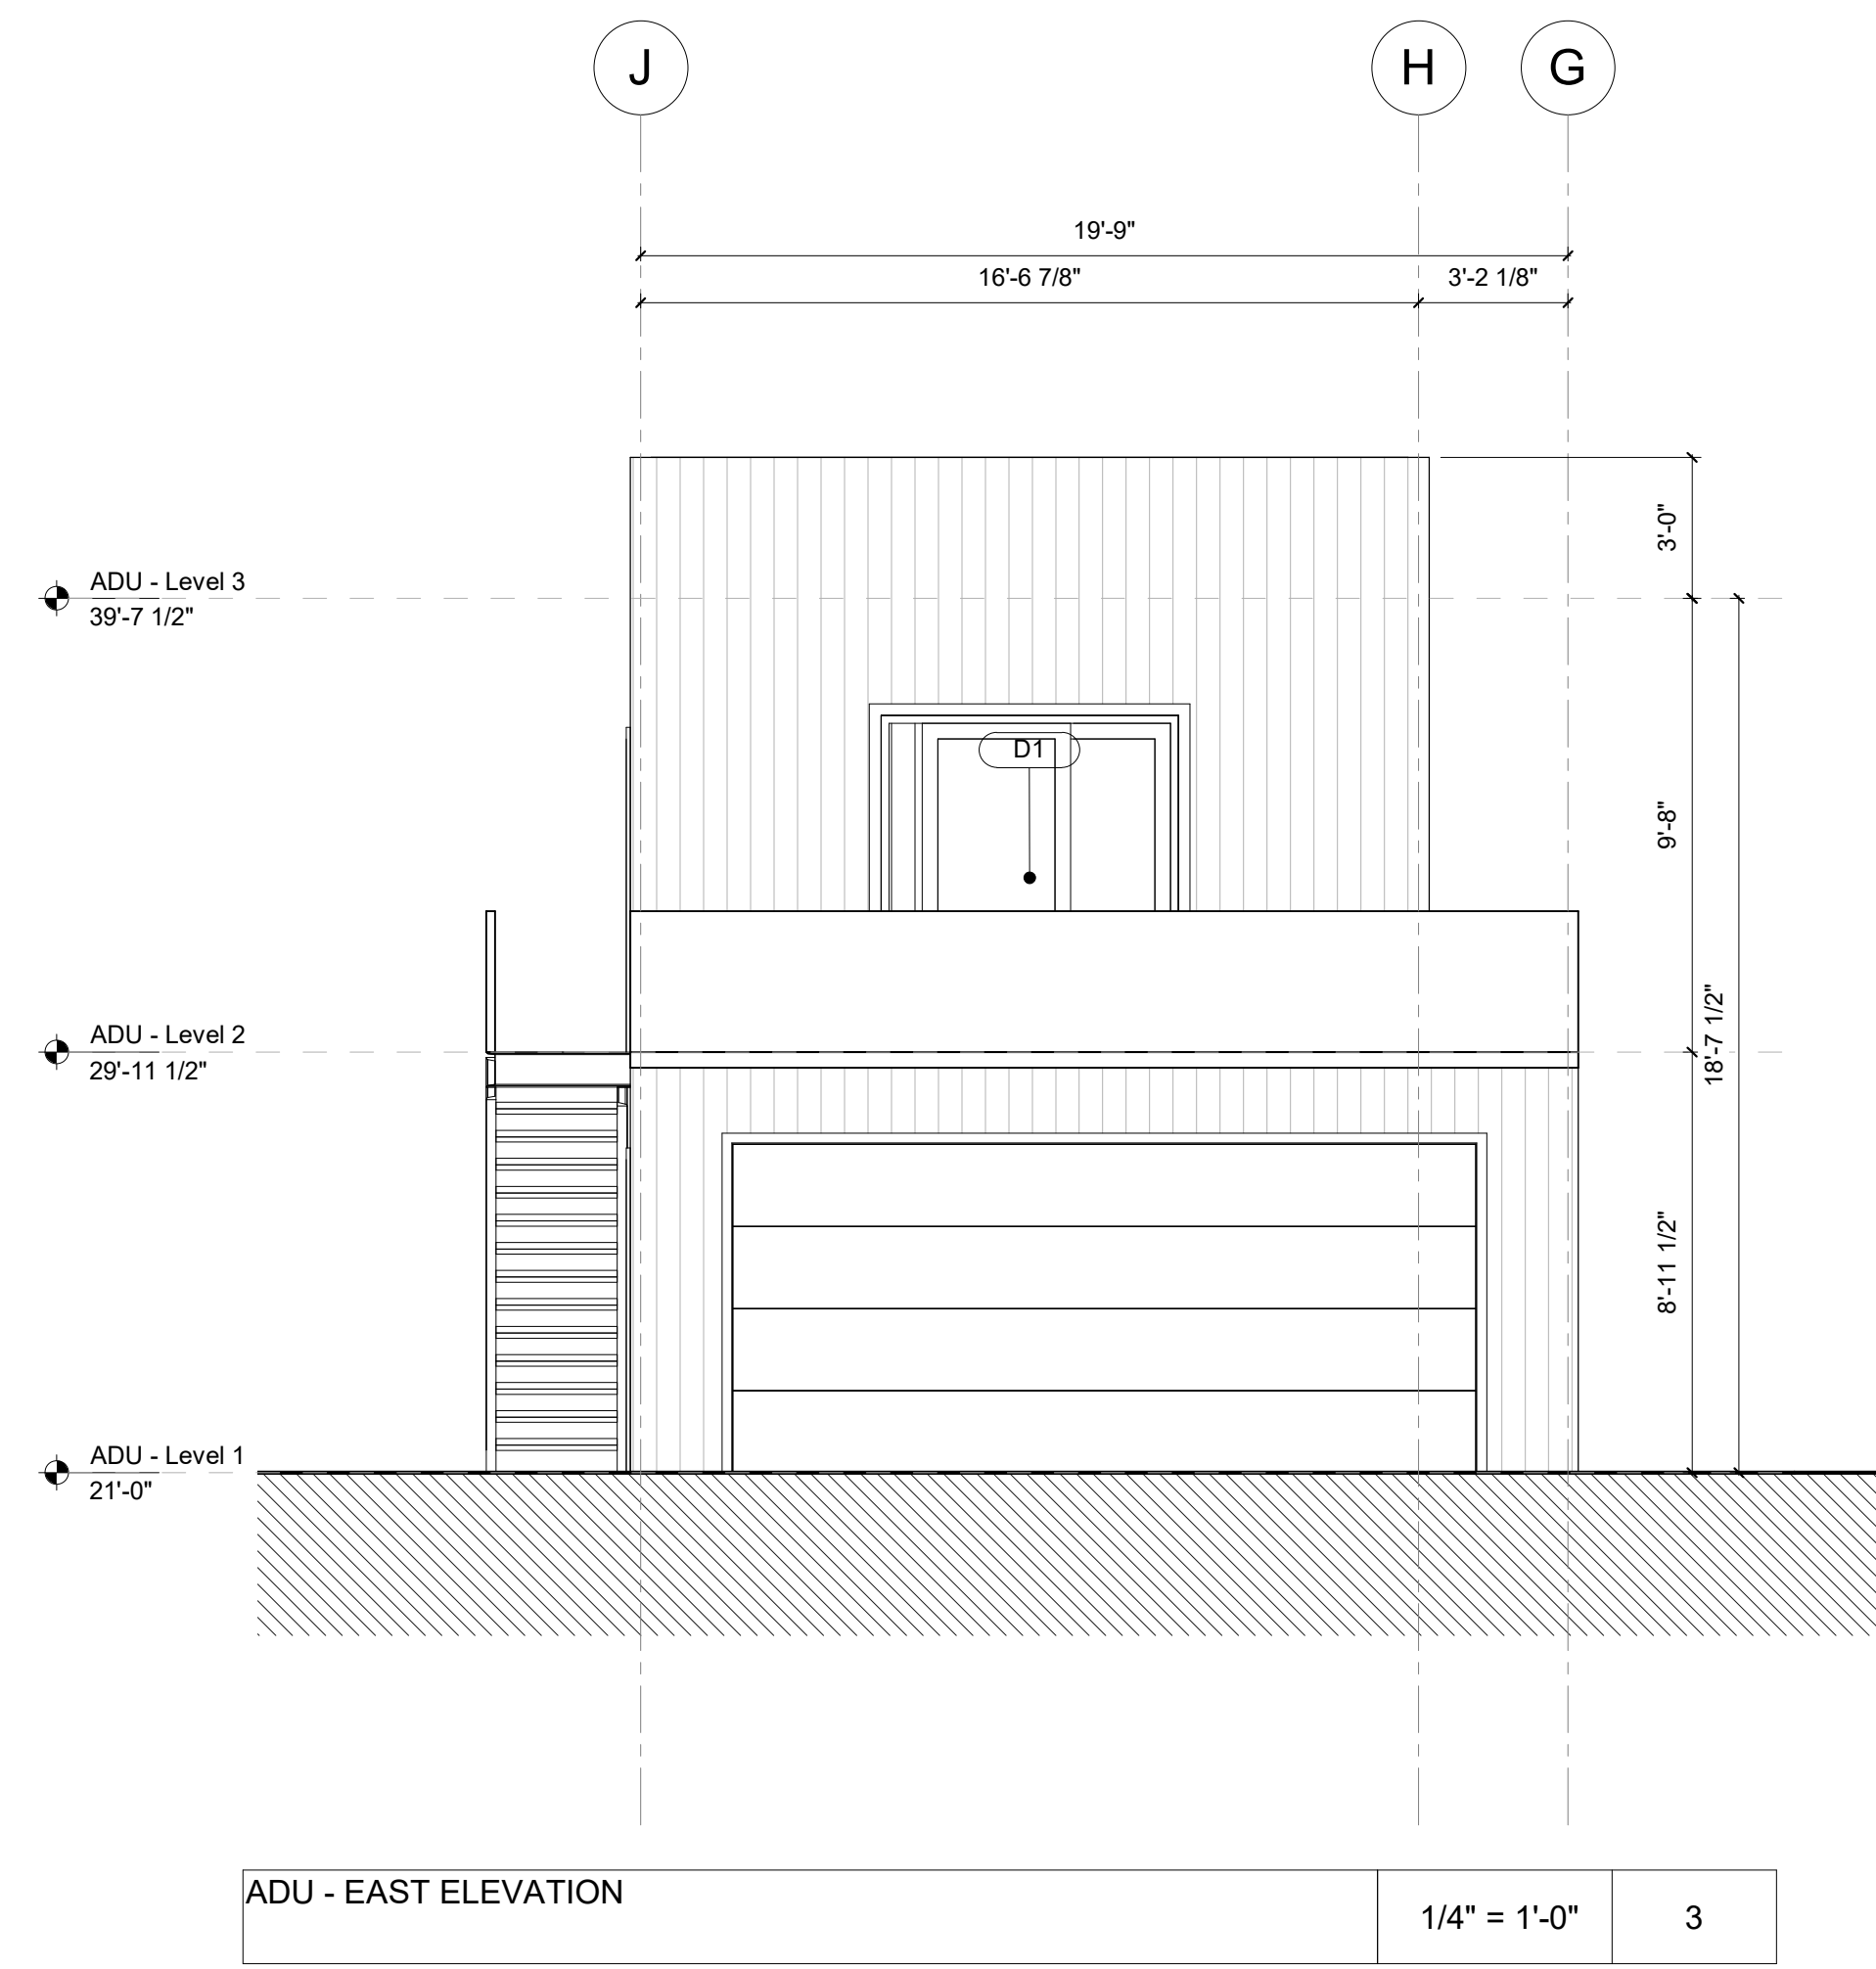 J
H
G
19'-9"
16'-6 7/8"
3'-2 1/8"
3'-0"
ADU - Level 3
39'-7 1/2"
D1
9'-8"
ADU - Level 2
29'-11 1/2"
18'-7 1/2"
8'-11 1/2"
ADU - Level 1
21'-0"
ADU - EAST ELEVATION
1/4" = 1'-0"
3